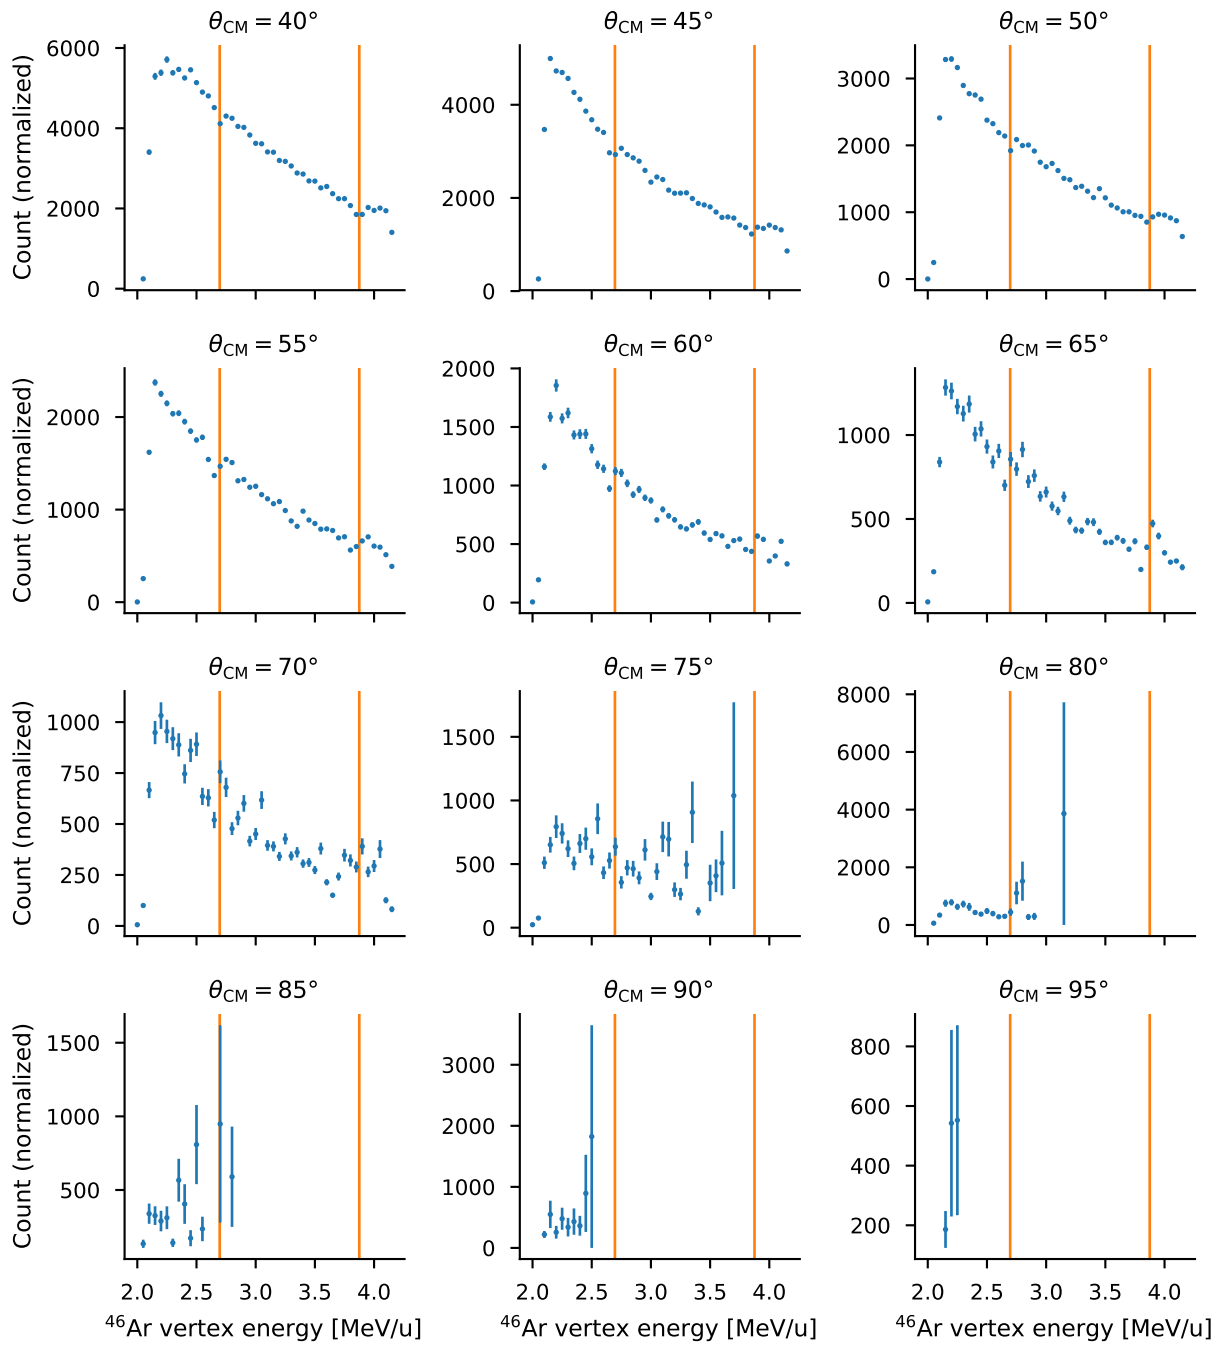 θCM = 40°
θCM = 45°
θCM = 50°
6000
4000
2000
0
4000
2000
0
3000
2000
1000
0
Count (normalized)
θCM = 55°
θCM = 60°
θCM = 65°
2000
1000
0
2000
1500
1000
500
0
1000
500
0
Count (normalized)
θCM = 70°
θCM = 75°
θCM = 80°
1000
750
500
250
0
1500
1000
500
0
8000
6000
4000
2000
0
Count (normalized)
θCM = 85°
θCM = 90°
θCM = 95°
1500
1000
500
3000
2000
1000
0
800
600
400
200
Count (normalized)
2.0 2.5 3.0 3.5 4.0
2.0 2.5 3.0 3.5 4.0
2.0 2.5 3.0 3.5 4.0
⁴⁶Ar vertex energy [MeV/u]
⁴⁶Ar vertex energy [MeV/u]
⁴⁶Ar vertex energy [MeV/u]